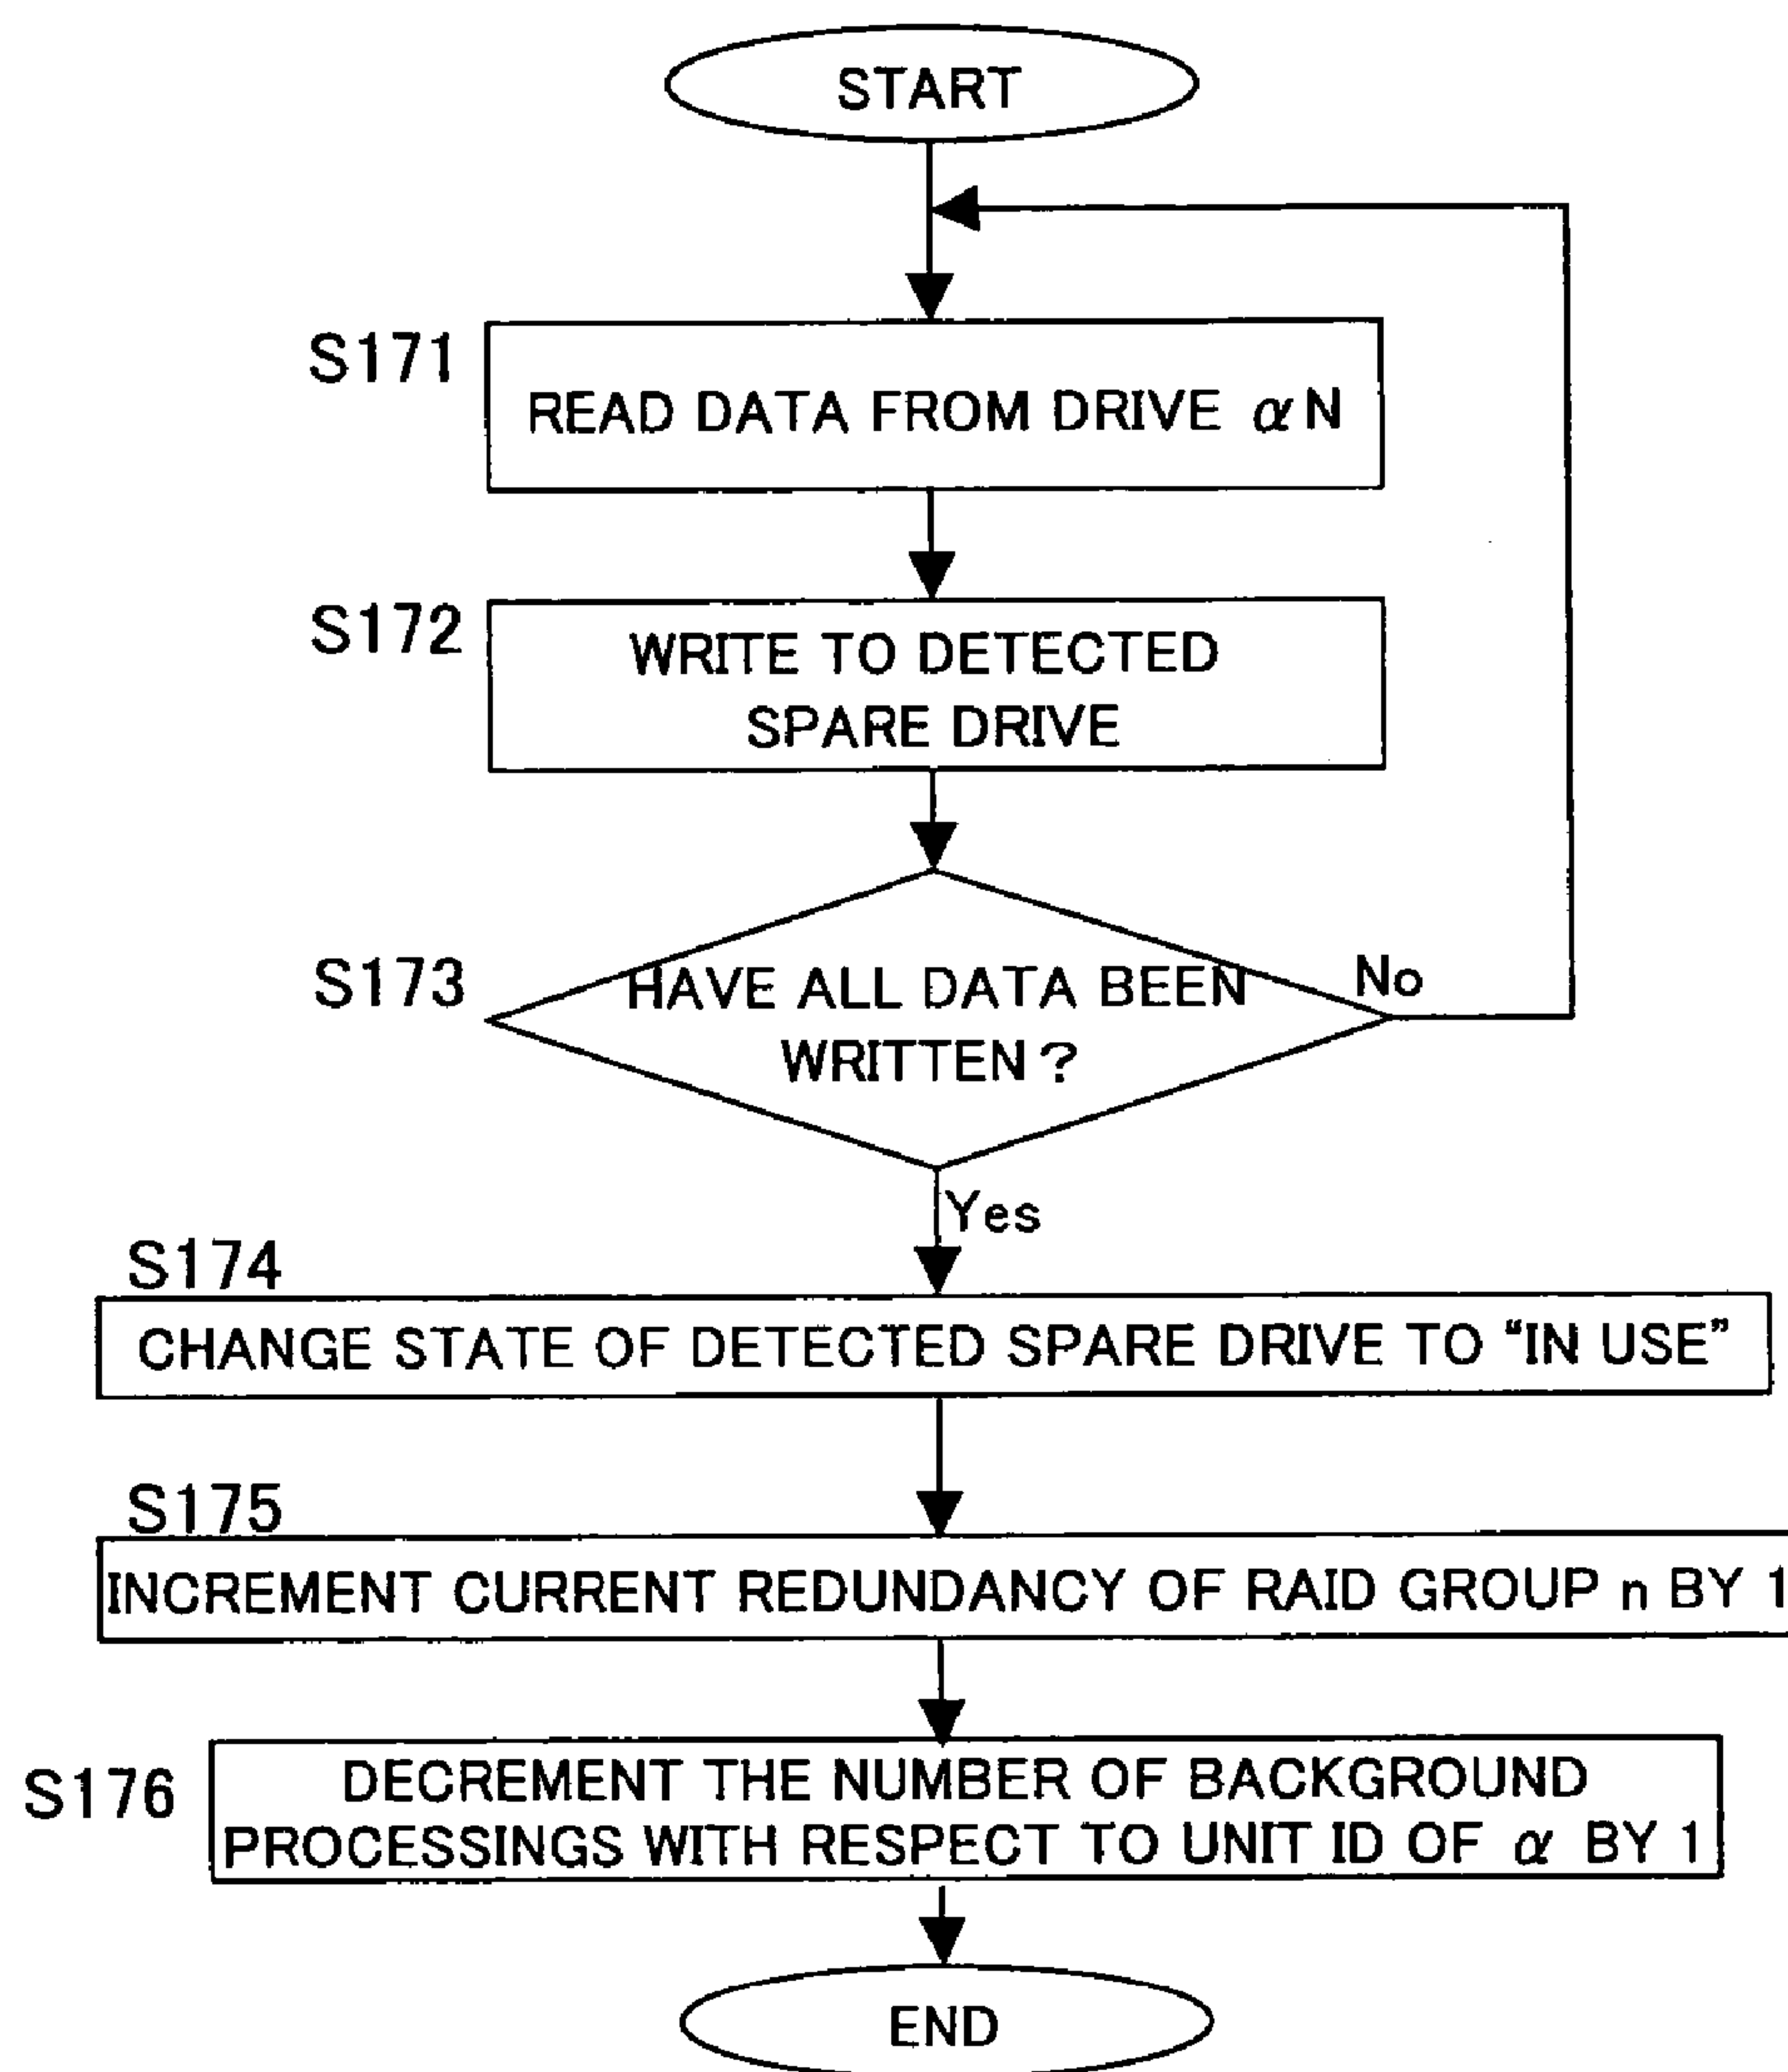 START
S171
READ DATA FROM DRIVE α N
S172
WRITE TO DETECTED
SPARE DRIVE
S173
HAVE ALL DATA BEEN
WRITTEN ?
No
Yes
S174
CHANGE STATE OF DETECTED SPARE DRIVE TO “IN USE”
S175
INCREMENT CURRENT REDUNDANCY OF RAID GROUP n BY 1
S176
DECREMENT THE NUMBER OF BACKGROUND
PROCESSINGS WITH RESPECT TO UNIT ID OF α BY 1
END